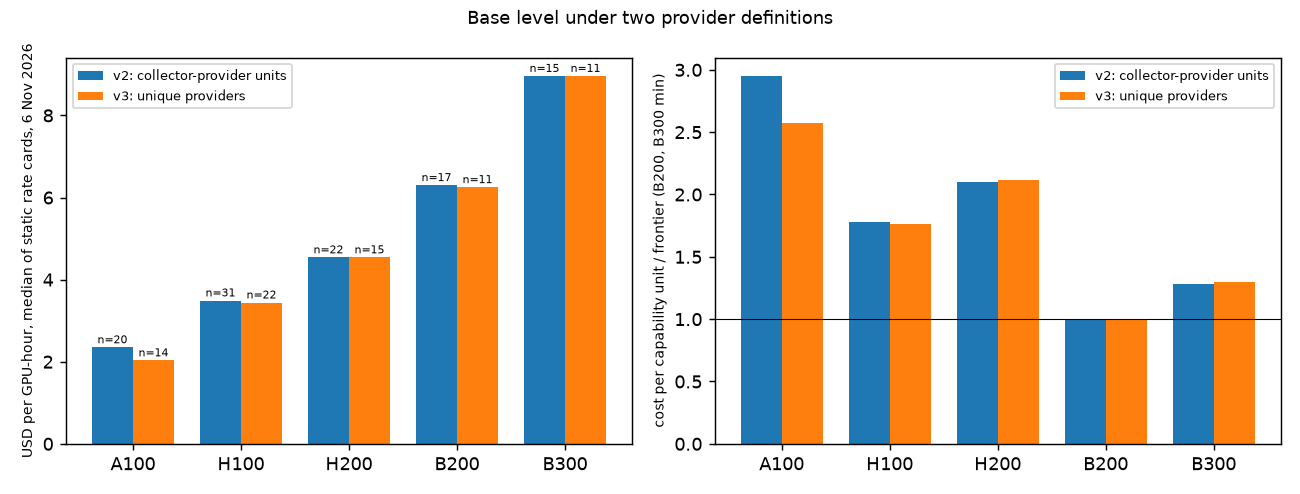 Base level under two provider definitions
USD per GPU-hour, median of static rate cards, 6 Nov 2026
v2: collector-provider units
v3: unique providers
8
6
4
2
0
n=20
n=14
n=31
n=22
n=22
n=15
n=17
n=11
n=15
n=11
A100
H100
H200
B200
B300
cost per capability unit / frontier (B200, B300 min)
v2: collector-provider units
v3: unique providers
3.0
2.5
2.0
1.5
1.0
0.5
0.0
A100
H100
H200
B200
B300